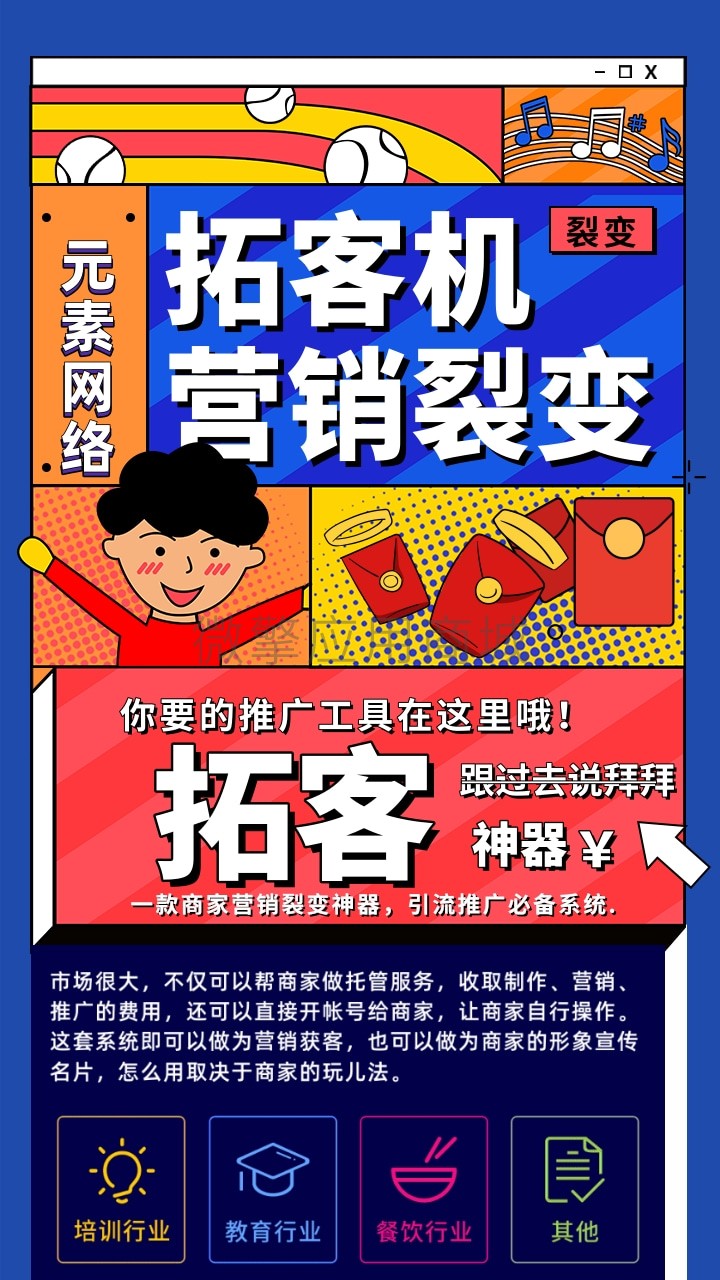 元素网络
拓客机
裂变
营销裂变
微擎应用商城
你要的推广工具在这里哦！
拓客
跟过去说拜拜
神器¥
一款商家营销裂变神器，引流推广必备系统.
市场很大，不仅可以帮商家做托管服务，收取制作、营销、
推广的费用，还可以直接开帐号给商家，让商家自行操作。
这套系统即可以做为营销获客，也可以做为商家的形象宣传
名片，怎么用取决于商家的玩儿法。
培训行业
教育行业
餐饮行业
其他